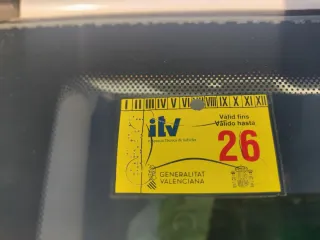 I II III IV V VI VII VIII IX X XI XII
itv
Vàlid fins
Válido hasta
26
GENERALITAT
VALENCIANA